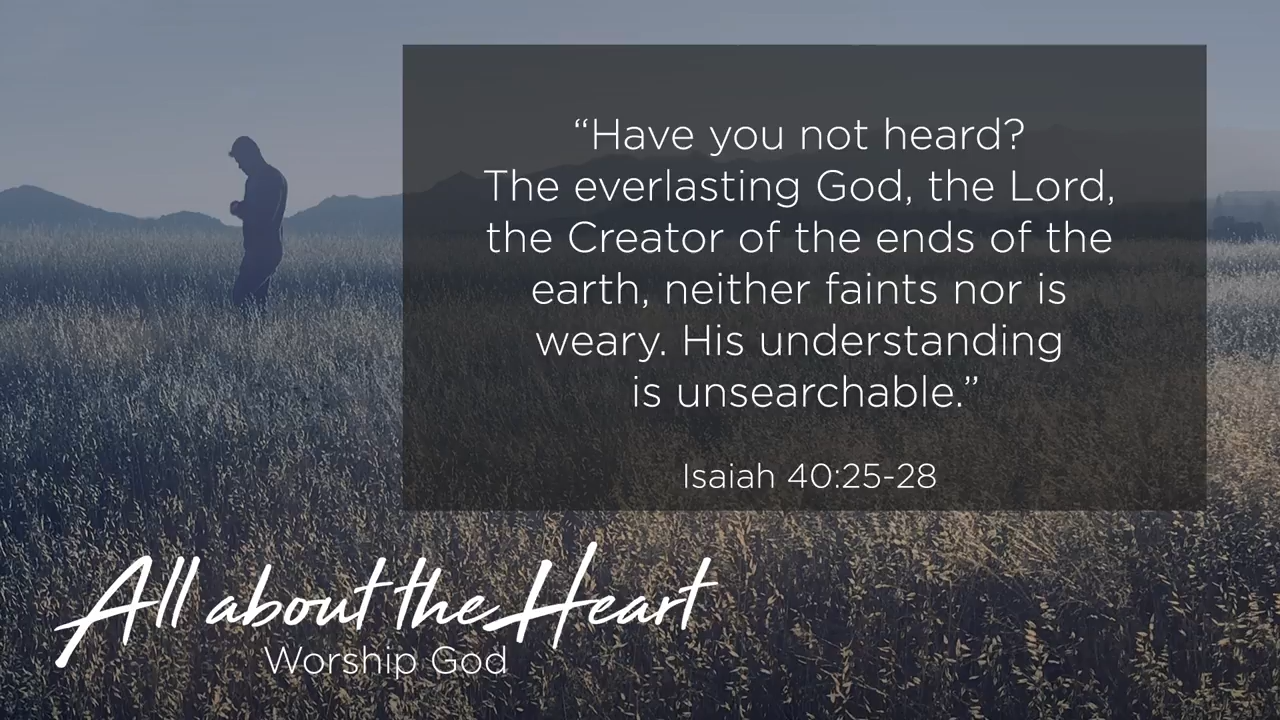 “Have you not heard?
The everlasting God, the Lord,
the Creator of the ends of the
earth, neither faints nor is
weary. His understanding
is unsearchable.”
Isaiah 40:25-28
All about the Heart
Worship God